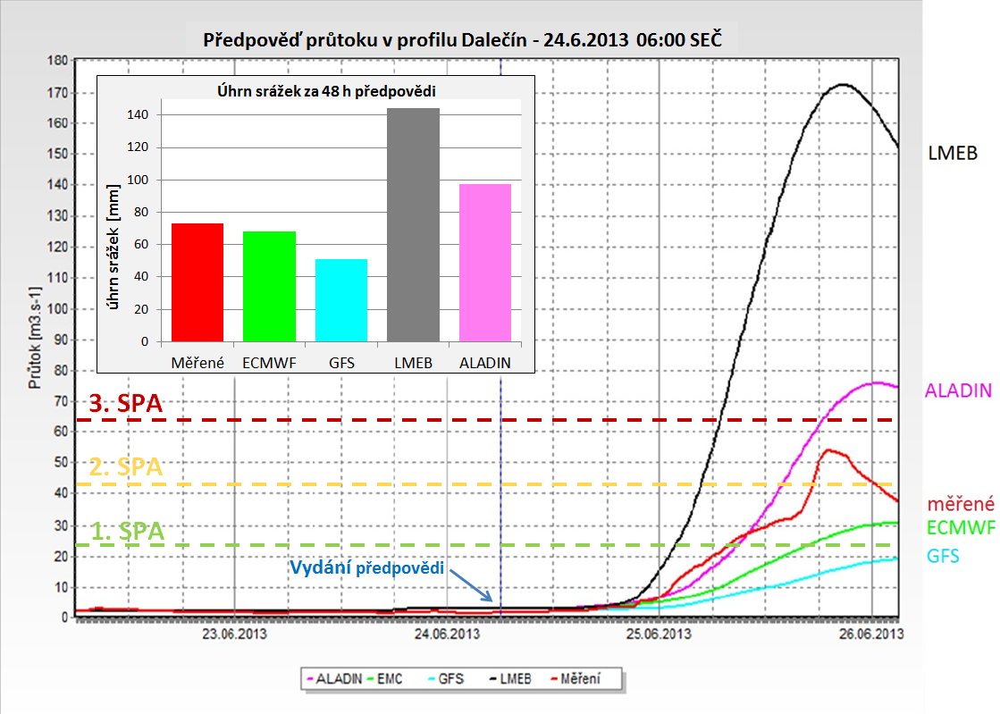 Předpověď průtoku v profilu Dalečín - 24.6.2013 06:00 SEČ
Průtok [m3.s-1]
180
170
160
150
140
130
120
110
100
90
80
70
60
50
40
30
20
10
0
Úhrn srážek za 48 h předpovědi
úhrn srážek [mm]
140
120
100
80
60
40
20
0
Měřené ECMWF GFS LMEB ALADIN
3. SPA
2. SPA
1. SPA
Vydání předpovědi
LMEB
ALADIN
měřené
ECMWF
GFS
23.06.2013 24.06.2013 25.06.2013 26.06.2013
ALADIN EMC GFS LMEB Měření